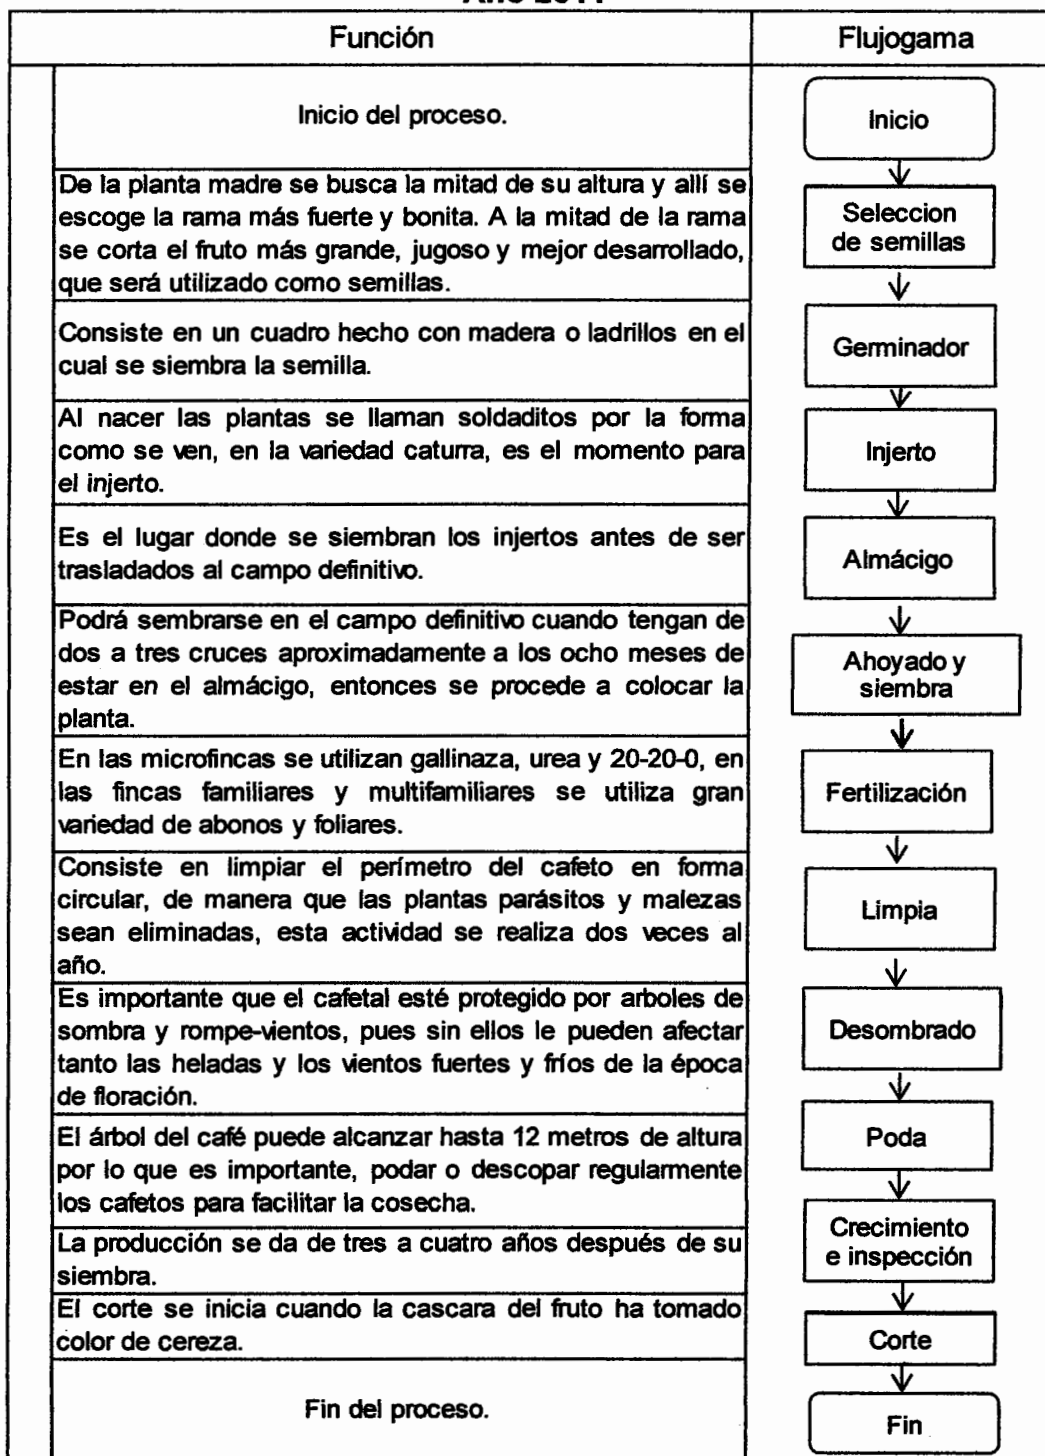 Función
Flujogama
Inicio del proceso.
Inicio
De la planta madre se busca la mitad de su altura y allí se
escoge la rama más fuerte y bonita. A la mitad de la rama
se corta el fruto más grande, jugoso y mejor desarrollado,
que será utilizado como semillas.
Seleccion
de semillas
Consiste en un cuadro hecho con madera o ladrillos en el
cual se siembra la semilla.
Germinador
Al nacer las plantas se llaman soldaditos por la forma
como se ven, en la variedad caturra, es el momento para
el injerto.
Injerto
Es el lugar donde se siembran los injertos antes de ser
trasladados al campo definitivo.
Almácigo
Podrá sembrarse en el campo definitivo cuando tengan de
dos a tres cruces aproximadamente a los ocho meses de
estar en el almácigo, entonces se procede a colocar la
planta.
Ahoyado y
siembra
En las microfincas se utilizan gallinaza, urea y 20-20-0, en
las fincas familiares y multifamiliares se utiliza gran
variedad de abonos y foliares.
Fertilización
Consiste en limpiar el perímetro del cafeto en forma
circular, de manera que las plantas parásitos y malezas
sean eliminadas, esta actividad se realiza dos veces al
año.
Limpia
Es importante que el cafetal esté protegido por arboles de
sombra y rompe-vientos, pues sin ellos le pueden afectar
tanto las heladas y los vientos fuertes y fríos de la época
de floración.
Desombrado
El árbol del café puede alcanzar hasta 12 metros de altura
por lo que es importante, podar o descopar regularmente
los cafetos para facilitar la cosecha.
Poda
La producción se da de tres a cuatro años después de su
siembra.
Crecimiento
e inspección
El corte se inicia cuando la cascara del fruto ha tomado
color de cereza.
Corte
Fin del proceso.
Fin